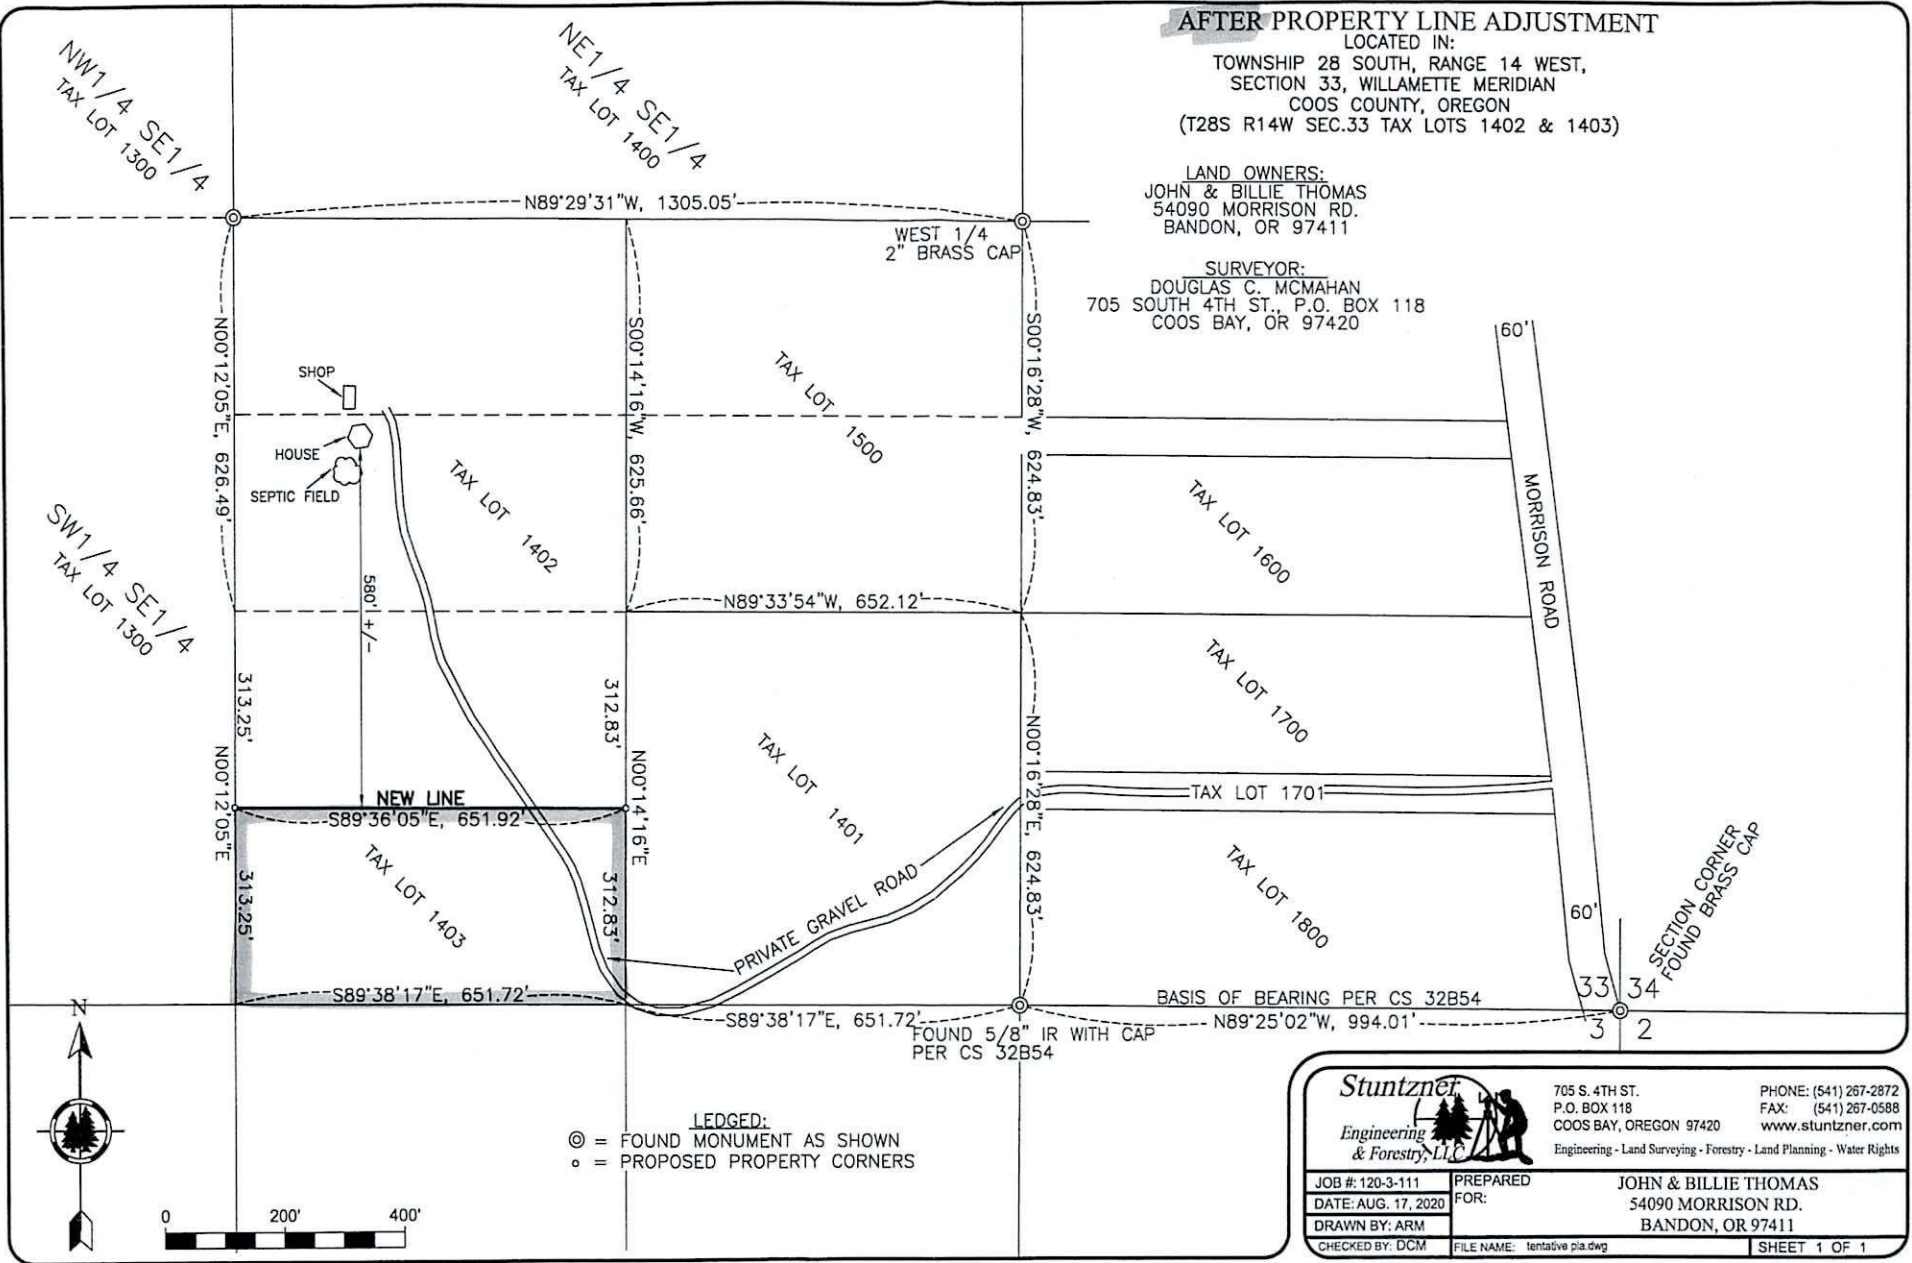 AFTER PROPERTY LINE ADJUSTMENT
LOCATED IN:
TOWNSHIP 28 SOUTH, RANGE 14 WEST,
SECTION 33, WILLAMETTE MERIDIAN
COOS COUNTY, OREGON
(T28S R14W SEC.33 TAX LOTS 1402 & 1403)
LAND OWNERS:
JOHN & BILLIE THOMAS
54090 MORRISON RD.
BANDON, OR 97411
SURVEYOR:
DOUGLAS C. MCMAHAN
705 SOUTH 4TH ST., P.O. BOX 118
COOS BAY, OR 97420
NW1/4 SE1/4
TAX LOT 1300
NE1/4 SE1/4
TAX LOT 1400
N89°29'31"W, 1305.05'
WEST 1/4
2" BRASS CAP
N00°12'05"E, 626.49'
S00°14'16"W, 625.66'
S00°16'28"W, 624.83'
SHOP
HOUSE
SEPTIC FIELD
580' +/-
TAX LOT 1402
TAX LOT 1500
TAX LOT 1600
60'
MORRISON ROAD
SW1/4 SE1/4
TAX LOT 1300
N89°33'54"W, 652.12'
313.25'
312.83'
N00°12'05"E
N00°14'16"E
N00°16'28"E, 624.83'
TAX LOT 1700
TAX LOT 1401
TAX LOT 1701
NEW LINE
S89°36'05"E, 651.92'
TAX LOT 1403
313.25'
312.83'
PRIVATE GRAVEL ROAD
TAX LOT 1800
60'
SECTION CORNER
FOUND BRASS CAP
33 34
3 2
S89°38'17"E, 651.72'
S89°38'17"E, 651.72'
BASIS OF BEARING PER CS 32B54
N89°25'02"W, 994.01'
FOUND 5/8" IR WITH CAP
PER CS 32B54
N
LEDGED:
= FOUND MONUMENT AS SHOWN
= PROPOSED PROPERTY CORNERS
0 200' 400'
Stuntzner
Engineering
& Forestry, LLC
705 S. 4TH ST.
P.O. BOX 118
COOS BAY, OREGON 97420
PHONE: (541) 267-2872
FAX: (541) 267-0588
www.stuntzner.com
Engineering - Land Surveying - Forestry - Land Planning - Water Rights
JOB #: 120-3-111
DATE: AUG. 17, 2020
DRAWN BY: ARM
CHECKED BY: DCM
PREPARED
FOR:
JOHN & BILLIE THOMAS
54090 MORRISON RD.
BANDON, OR 97411
FILE NAME: tentative pla.dwg
SHEET 1 OF 1